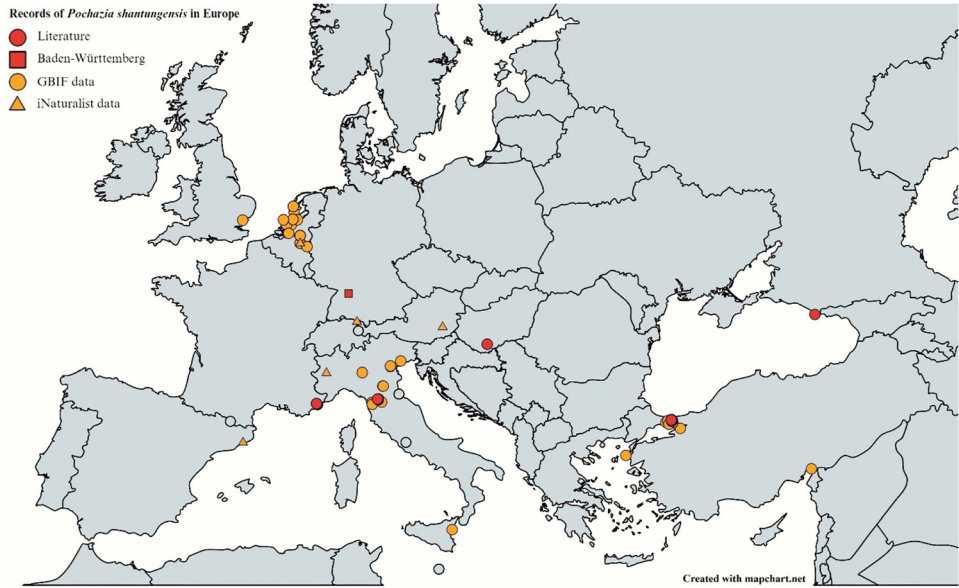 Records of Pochazia shantungensis in Europe
Literature
Baden-Württemberg
GBIF data
iNaturalist data
Created with mapchart.net